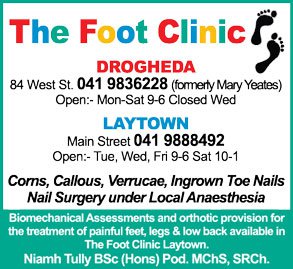 The Foot Clinic
DROGHEDA
84 West St. 041 9836228 (formerly Mary Yeates)
Open:- Mon-Sat 9-6 Closed Wed
LAYTOWN
Main Street 041 9888492
Open:- Tue, Wed, Fri 9-6 Sat 10-1
Corns, Callous, Verrucae, Ingrown Toe Nails
Nail Surgery under Local Anaesthesia
Biomechanical Assessments and orthotic provision for
the treatment of painful feet, legs & low back available in
The Foot Clinic Laytown.
Niamh Tully BSc (Hons) Pod. MChS, SRCh.